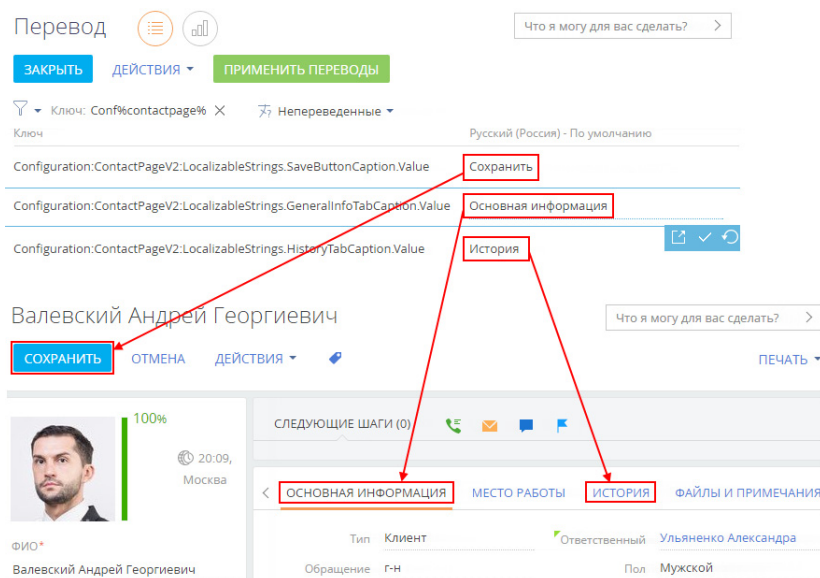 Перевод
Что я могу для вас сделать?
ЗАКРЫТЬ ДЕЙСТВИЯ ПРИМЕНИТЬ ПЕРЕВОДЫ
Ключ: Conf%contactpage% Непереведенные
Ключ Русский (Россия) - По умолчанию
Configuration:ContactPageV2:LocalizableStrings.SaveButtonCaption.Value Сохранить
Configuration:ContactPageV2:LocalizableStrings.GeneralInfoTabCaption.Value Основная информация
Configuration:ContactPageV2:LocalizableStrings.HistoryTabCaption.Value История
Валевский Андрей Георгиевич
Что я могу для вас сделать?
СОХРАНИТЬ ОТМЕНА ДЕЙСТВИЯ ПЕЧАТЬ
100%
СЛЕДУЮЩИЕ ШАГИ (0)
20:09,
Москва
ОСНОВНАЯ ИНФОРМАЦИЯ МЕСТО РАБОТЫ ИСТОРИЯ ФАЙЛЫ И ПРИМЕЧАНИЯ
Тип Клиент Ответственный Ульяненко Александра
ФИО*
Валевский Андрей Георгиевич Обращение г-н Пол Мужской